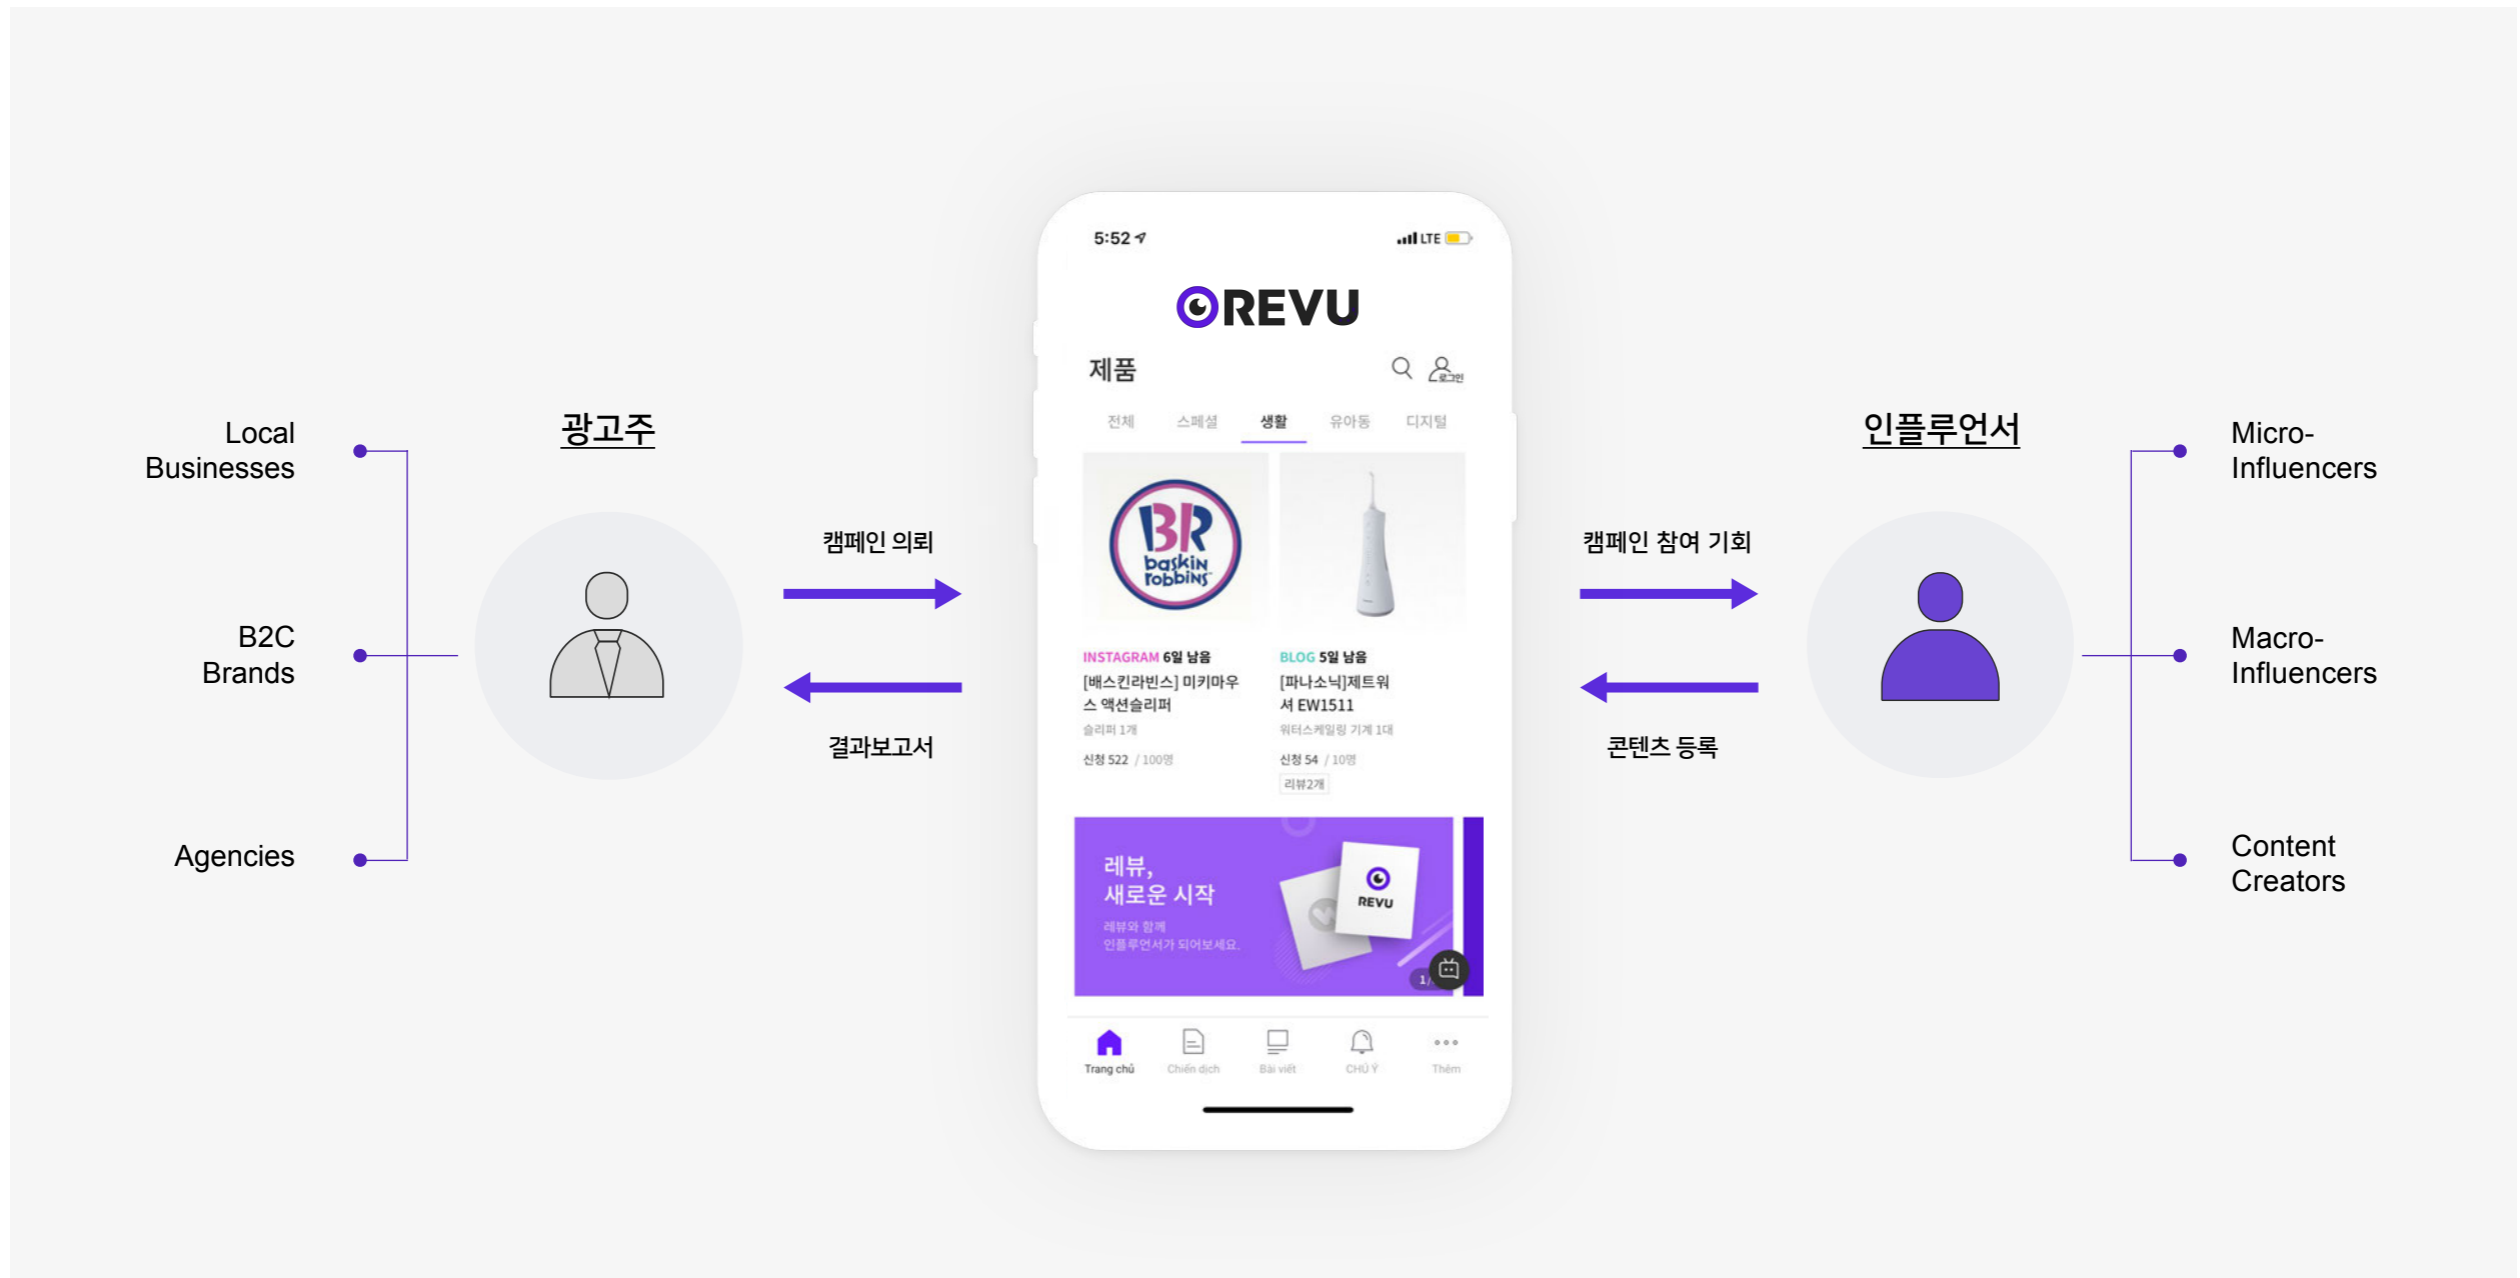 Local
Businesses
B2C
Brands
Agencies
광고주
캠페인 의뢰
결과보고서
5:52
LTE
REVU
제품
로그인
전체 스페셜 생활 유아동 디지털
BR
baskin
robbins
INSTAGRAM 6일 남음
[배스킨라빈스] 미키마우
스 액션슬리퍼
슬리퍼 1개
신청 522 / 100명
BLOG 5일 남음
[파나소닉]제트워
셔 EW1511
워터스케일링 기계 1대
신청 54 / 10명
리뷰2개
레뷰,
새로운 시작
레뷰와 함께
인플루언서가 되어보세요.
REVU
1/
Trang chủ Chiến dịch Bài viết CHÚ Ý Thêm
캠페인 참여 기회
콘텐츠 등록
인플루언서
Micro-
Influencers
Macro-
Influencers
Content
Creators